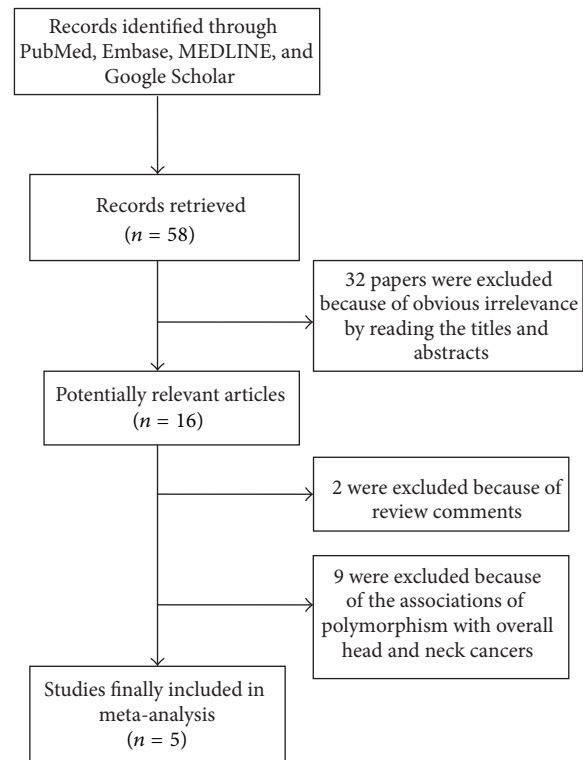 Records identified through
PubMed, Embase, MEDLINE, and
Google Scholar
Records retrieved
(n = 58)
32 papers were excluded
because of obvious irrelevance
by reading the titles and
abstracts
Potentially relevant articles
(n = 16)
2 were excluded because of
review comments
9 were excluded because
of the associations of
polymorphism with overall
head and neck cancers
Studies finally included in
meta-analysis
(n = 5)